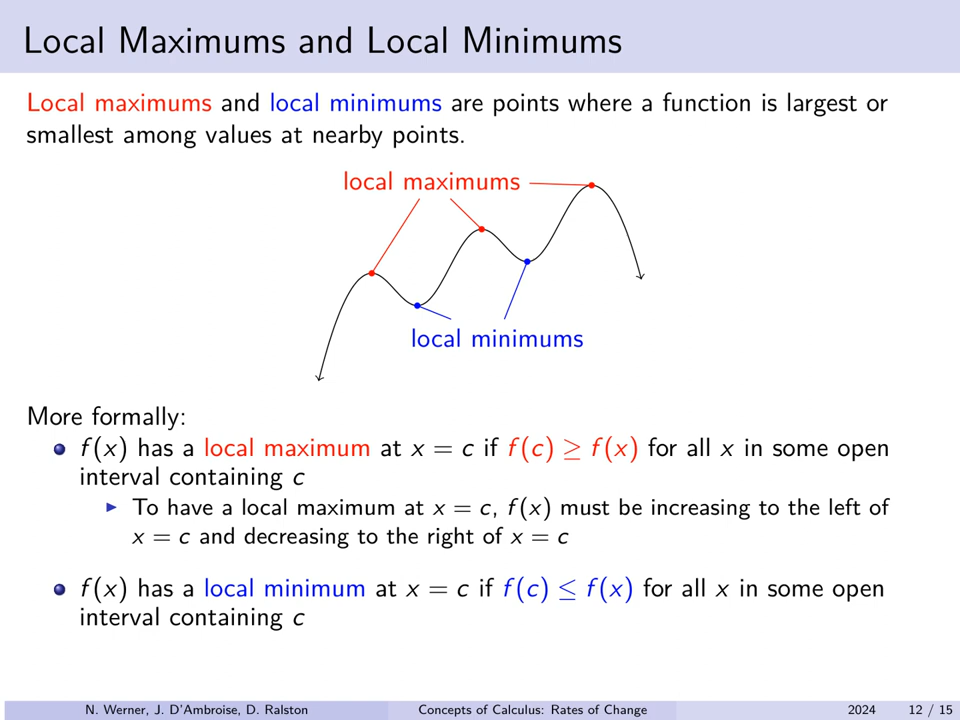 Local Maximums and Local Minimums
Local maximums and local minimums are points where a function is largest or
smallest among values at nearby points.
local maximums
local minimums
More formally:
f(x) has a local maximum at x = c if f(c) ≥ f(x) for all x in some open
interval containing c
To have a local maximum at x = c, f(x) must be increasing to the left of
x = c and decreasing to the right of x = c
f(x) has a local minimum at x = c if f(c) ≤ f(x) for all x in some open
interval containing c
N. Werner, J. D'Ambroise, D. Ralston Concepts of Calculus: Rates of Change 2024 12 / 15